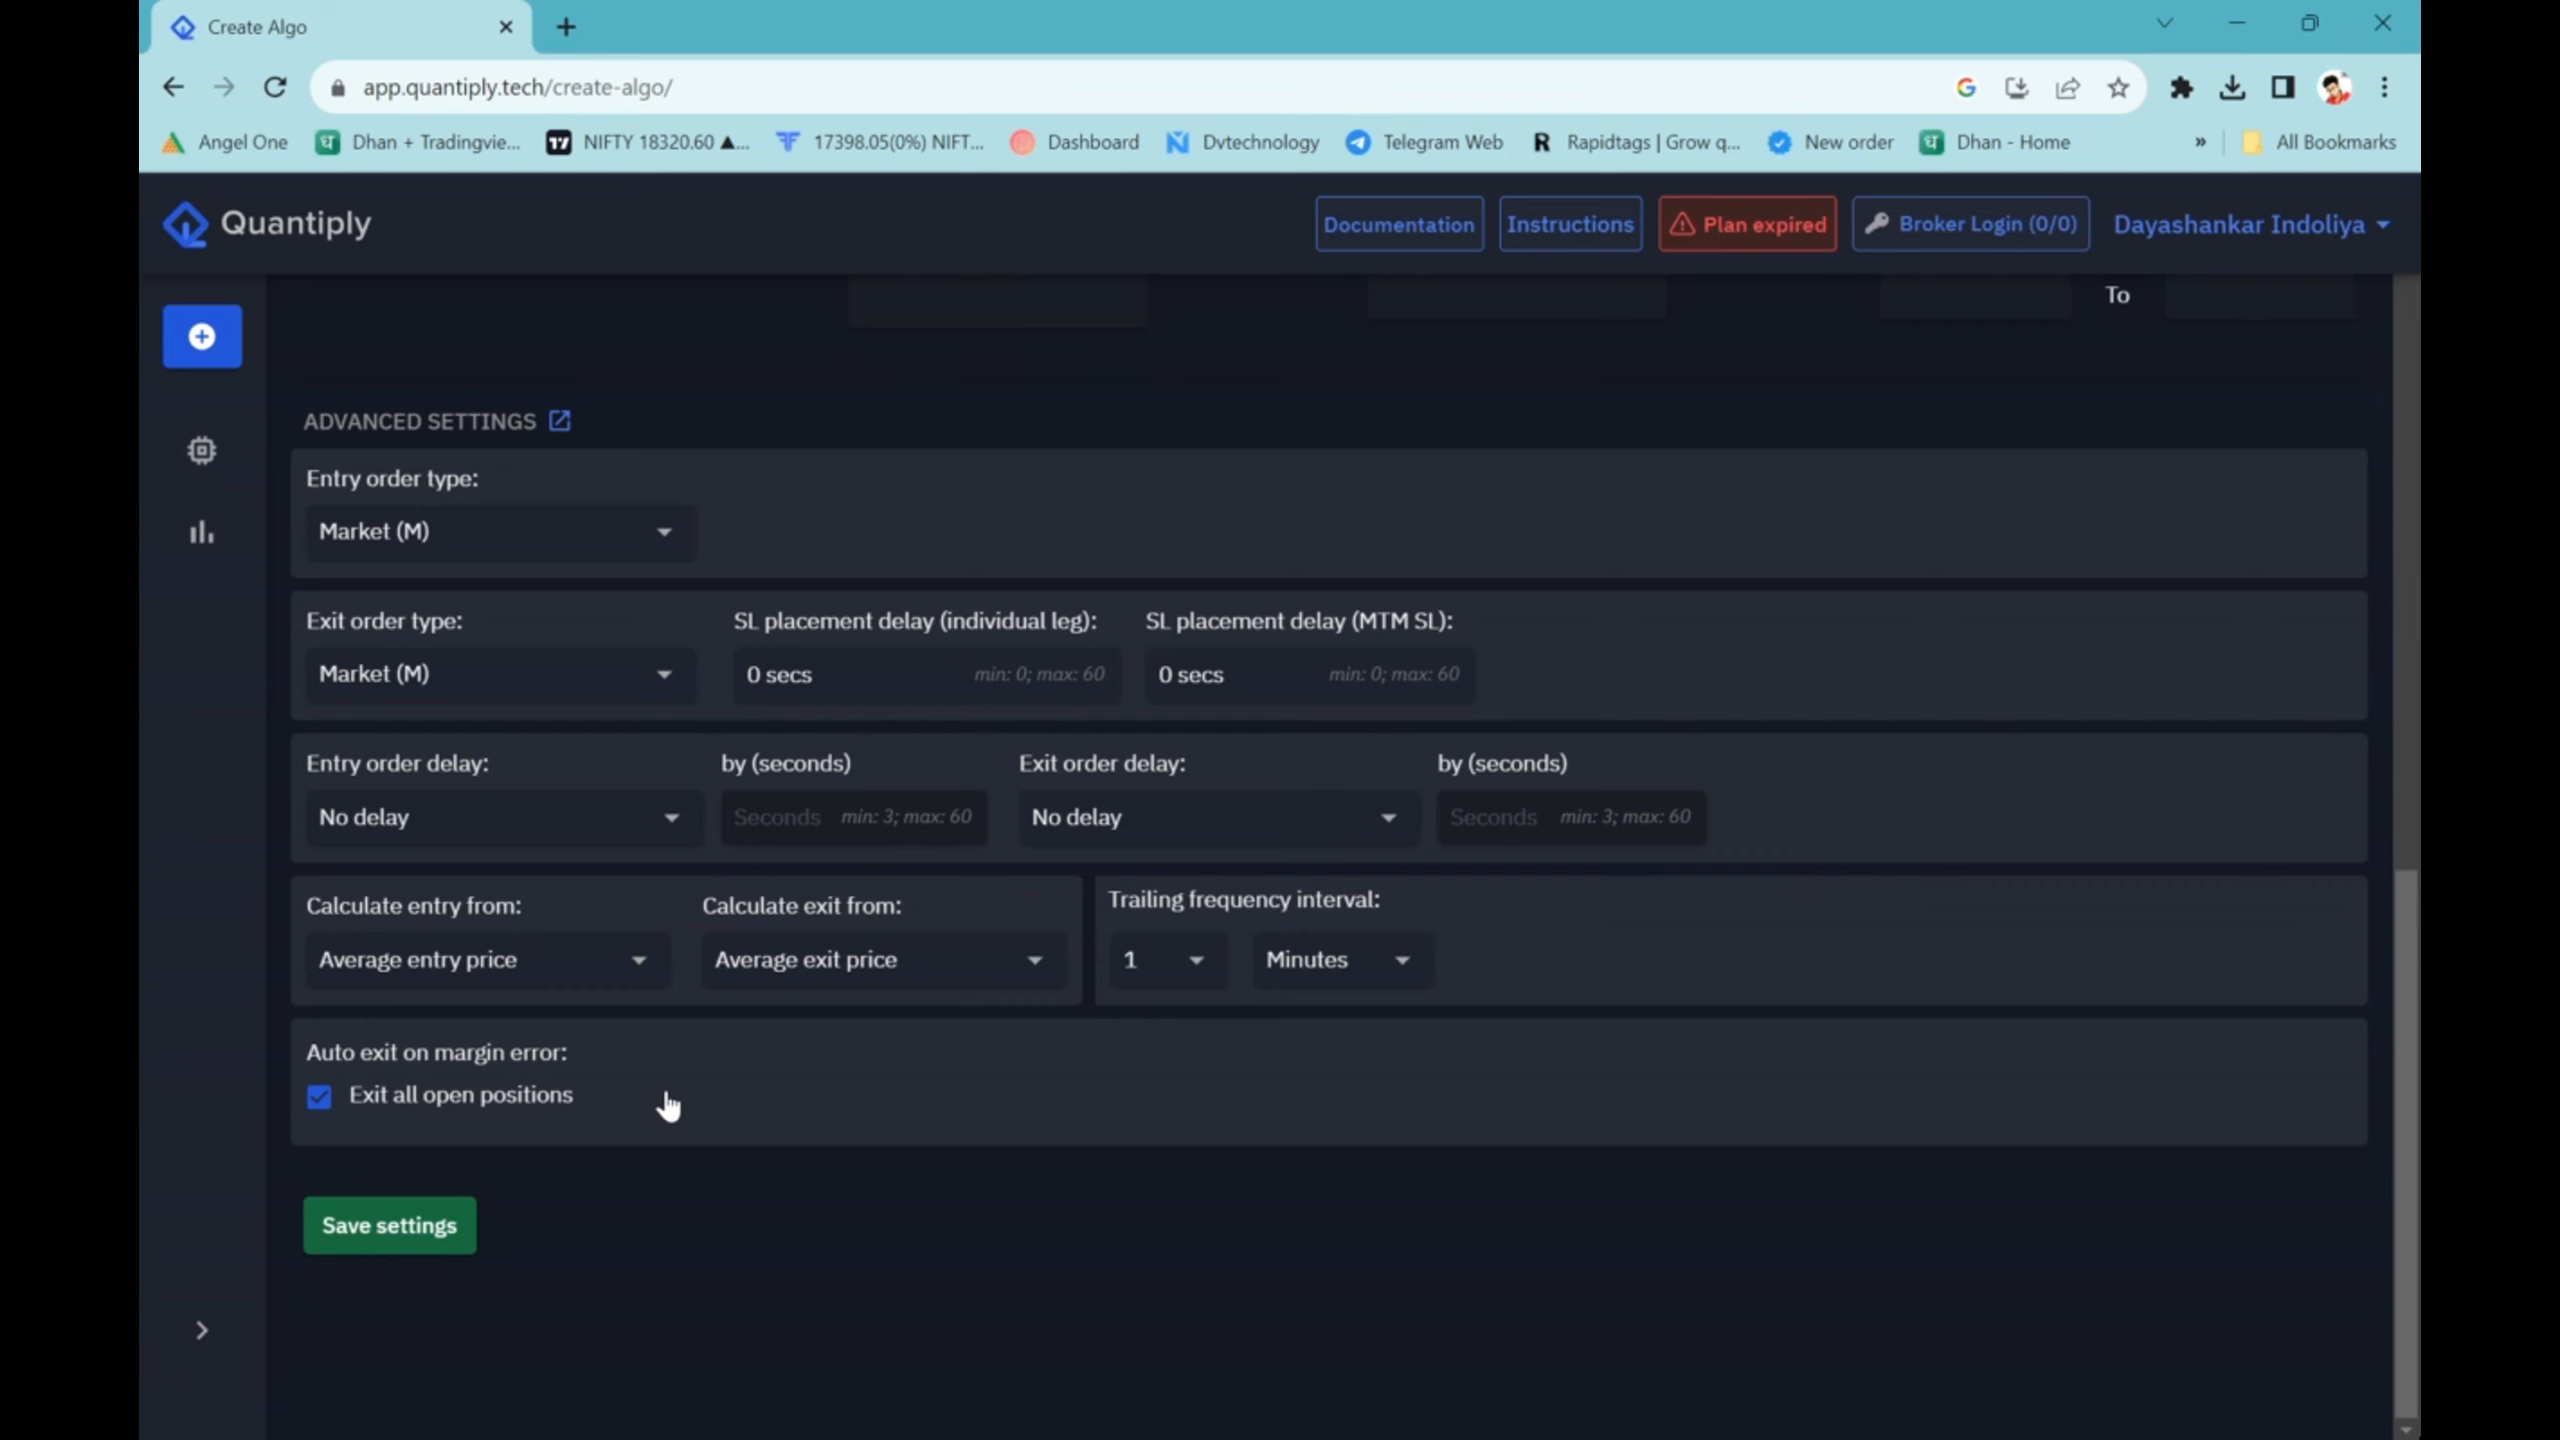 Create Algo
app.quantiply.tech/create-algo/
Angel One Dhan + Tradingvie... NIFTY 18320.60 ▲... 17398.05(0%) NIFT... Dashboard Dvtechnology Telegram Web Rapidtags | Grow q... New order Dhan - Home » All Bookmarks
Quantiply Documentation Instructions Plan expired Broker Login (0/0) Dayashankar Indoliya
To
ADVANCED SETTINGS
Entry order type:
Market (M)
Exit order type: SL placement delay (individual leg): SL placement delay (MTM SL):
Market (M) 0 secs min: 0; max: 60 0 secs min: 0; max: 60
Entry order delay: by (seconds) Exit order delay: by (seconds)
No delay Seconds min: 3; max: 60 No delay Seconds min: 3; max: 60
Calculate entry from: Calculate exit from: Trailing frequency interval:
Average entry price Average exit price 1 Minutes
Auto exit on margin error:
Exit all open positions
Save settings